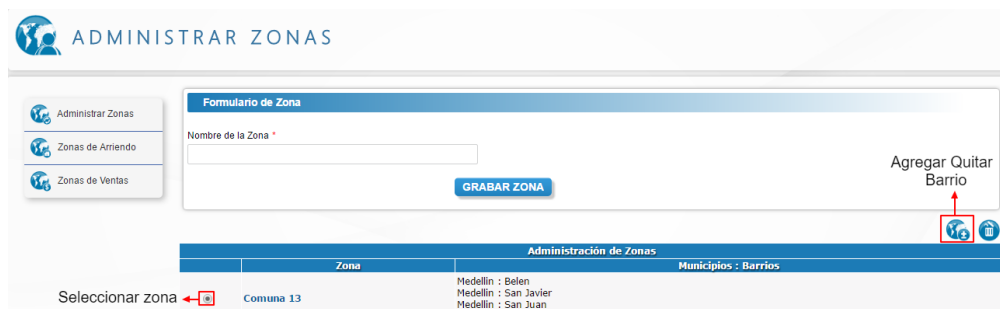 ADMINISTRAR ZONAS
Administrar Zonas
Zonas de Arriendo
Zonas de Ventas
Formulario de Zona
Nombre de la Zona *
GRABAR ZONA
Agregar Quitar
Barrio
Administración de Zonas
Zona
Municipios : Barrios
Seleccionar zona
Comuna 13
Medellin : Belen
Medellin : San Javier
Medellin : San Juan